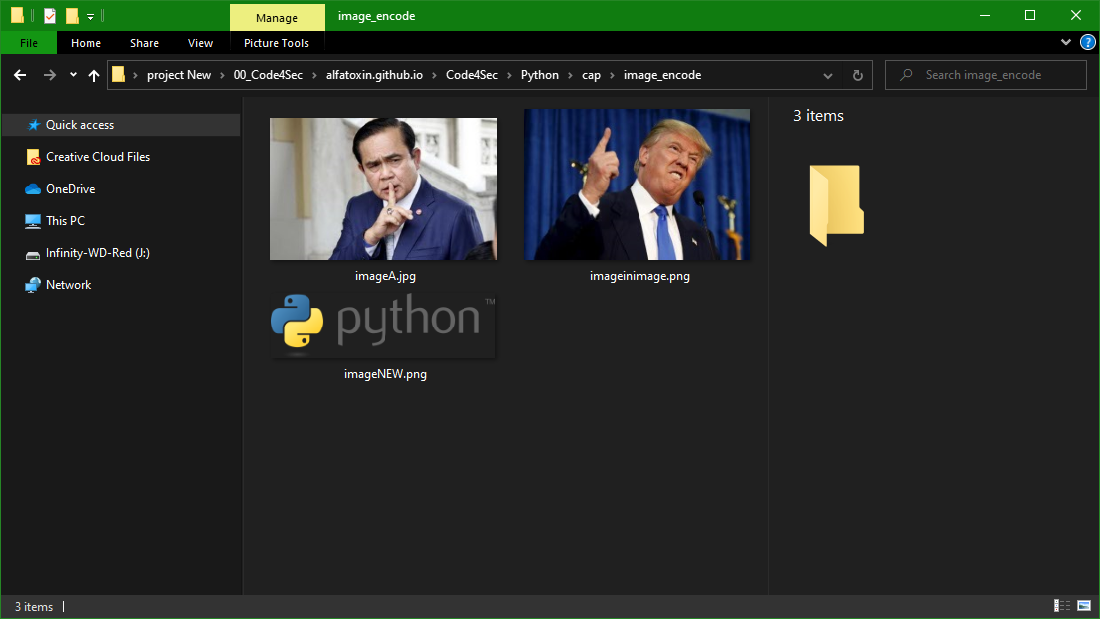 Manage
image_encode
File
Home
Share
View
Picture Tools
project New
00_Code4Sec
alfatoxin.github.io
Code4Sec
Python
cap
image_encode
Search image_encode
Quick access
Creative Cloud Files
OneDrive
This PC
Infinity-WD-Red (J:)
Network
imageA.jpg
imageinimage.png
python™
imageNEW.png
3 items
3 items